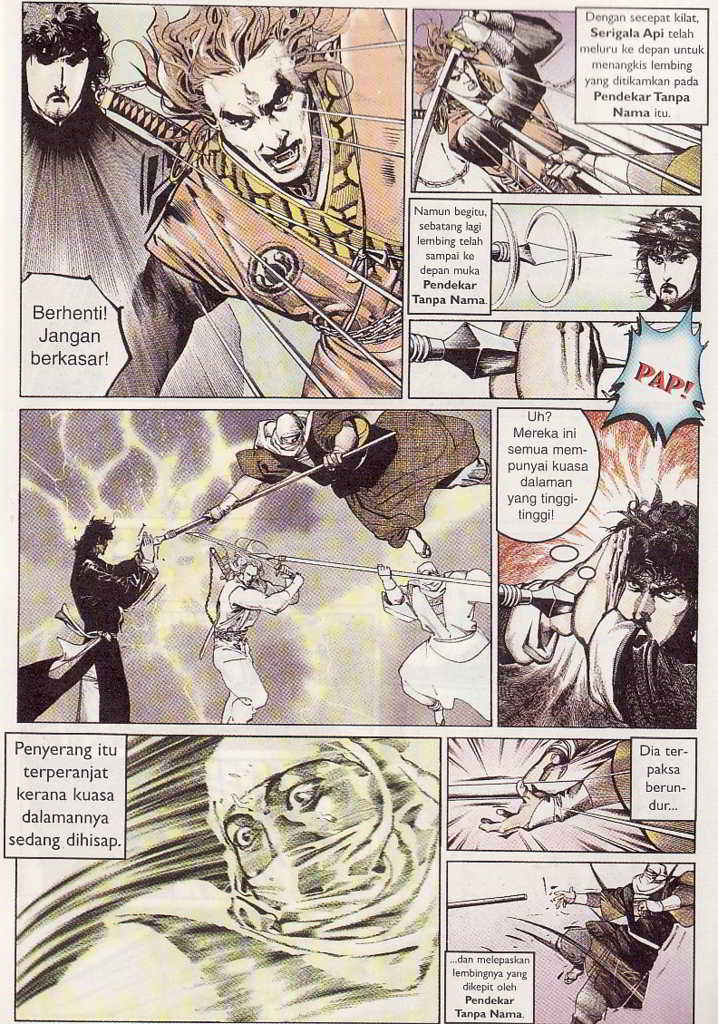 Berhenti!
Jangan
berkasar!
Dengan secepat kilat,
Serigala Api telah
meluru ke depan untuk
menangkis lembing
yang ditikamkan pada
Pendekar Tanpa
Nama itu.
Namun begitu,
sebatang lagi
lembing telah
sampai ke
depan muka
Pendekar
Tanpa Nama.
PAP!
Uh?
Mereka ini
semua mem-
punyai kuasa
dalaman
yang tinggi-
tinggi!
Penyerang itu
terperanjat
kerana kuasa
dalamannya
sedang dihisap.
Dia ter-
paksa
berun-
dur...
...dan melepaskan
lembingnya yang
dikepit oleh
Pendekar
Tanpa Nama.